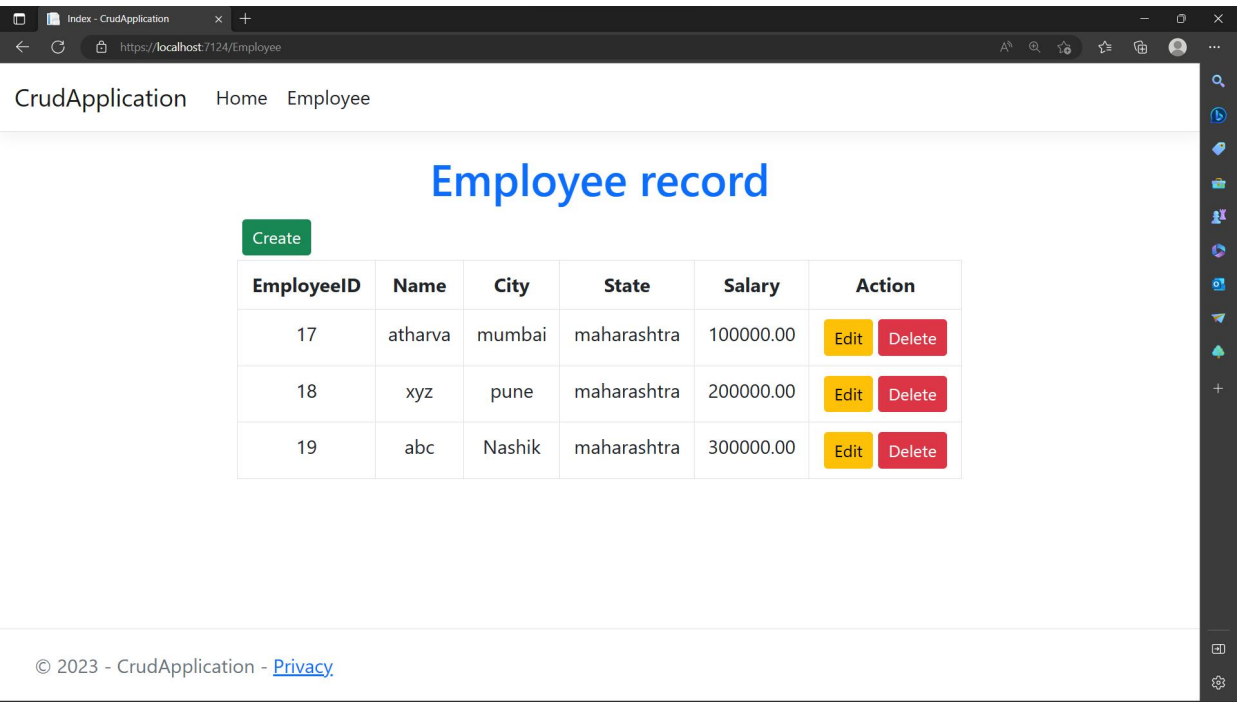 Index - CrudApplication
https://localhost:7124/Employee
CrudApplication Home Employee
Employee record
Create
EmployeeID Name City State Salary Action
17 atharva mumbai maharashtra 100000.00 Edit Delete
18 xyz pune maharashtra 200000.00 Edit Delete
19 abc Nashik maharashtra 300000.00 Edit Delete
© 2023 - CrudApplication - Privacy